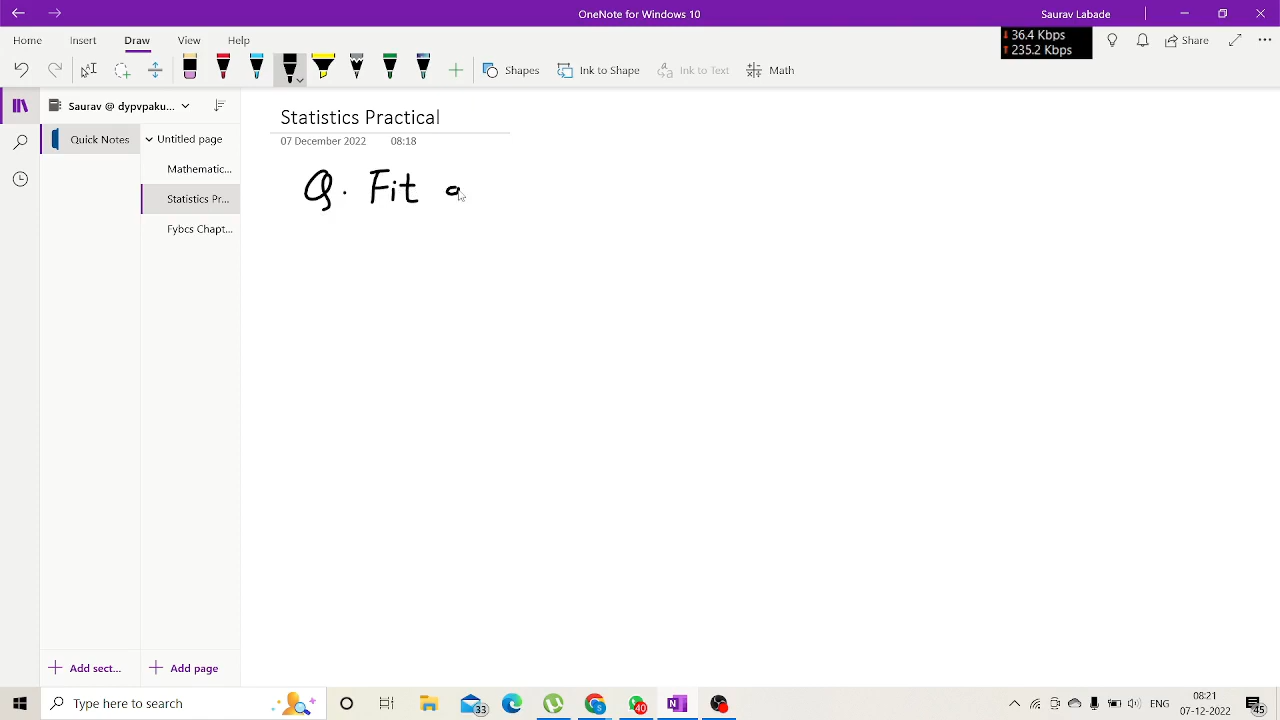 OneNote for Windows 10
Saurav Labade
Home Insert Draw View Help
36.4 Kbps
235.2 Kbps
Share
Shapes Ink to Shape Ink to Text Math
Saurav @ dypvpaku...
Quick Notes
Untitled page
Mathematic...
Statistics Pr...
Fybcs Chapt...
Statistics Practical
07 December 2022 08:18
Q. Fit a
Add sect... Add page
Type here to search
33
S
40
N
ENG
08:21
07-12-2022
45